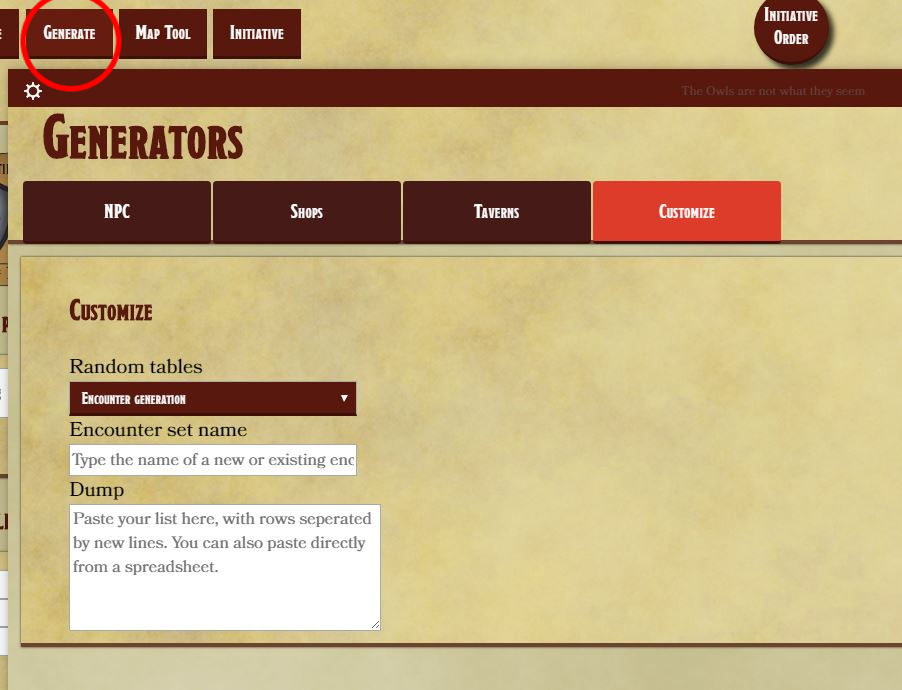 Generate
Map Tool
Initiative
Initiative
Order
The Owls are not what they seem
Generators
NPC
Shops
Taverns
Customize
Customize
Random tables
Encounter generation
Encounter set name
Type the name of a new or existing enc
Dump
Paste your list here, with rows seperated
by new lines. You can also paste directly
from a spreadsheet.